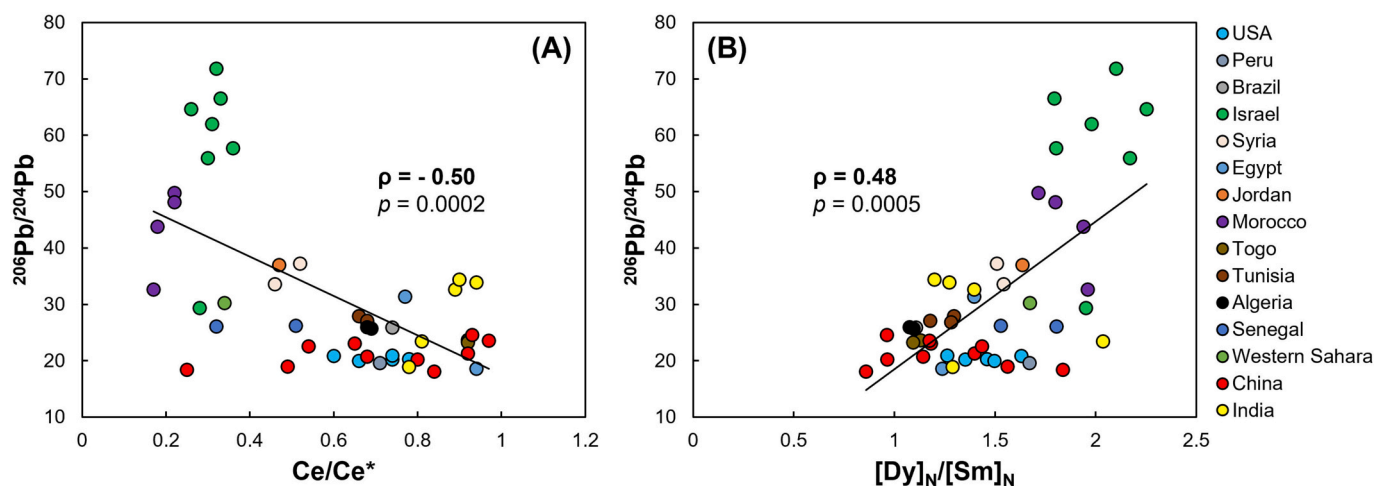 (A)
80
70
60
50
40
30
20
10
206Pb/204Pb
ρ = - 0.50
p = 0.0002
0 0.2 0.4 0.6 0.8 1 1.2
Ce/Ce*
(B)
80
70
60
50
40
30
20
10
206Pb/204Pb
ρ = 0.48
p = 0.0005
0 0.5 1 1.5 2 2.5
[Dy]N/[Sm]N
USA
Peru
Brazil
Israel
Syria
Egypt
Jordan
Morocco
Togo
Tunisia
Algeria
Senegal
Western Sahara
China
India